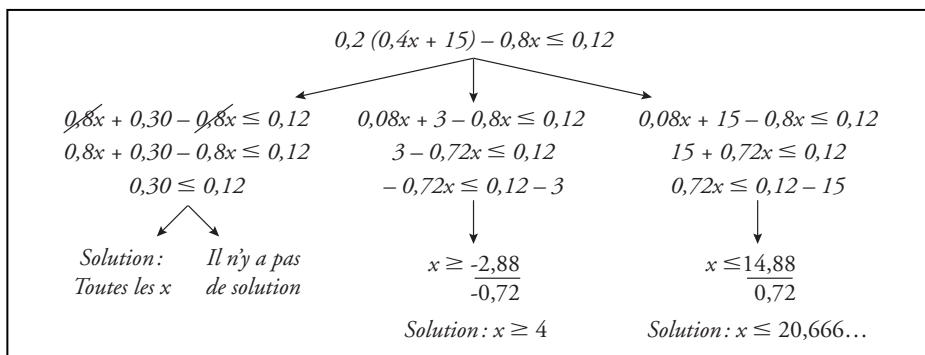 0,2 (0,4x + 15) – 0,8x ≤ 0,12
0,8x + 0,30 – 0,8x ≤ 0,12
0,8x + 0,30 – 0,8x ≤ 0,12
0,30 ≤ 0,12
Solution :
Toutes les x
Il n'y a pas
de solution
0,08x + 3 – 0,8x ≤ 0,12
3 – 0,72x ≤ 0,12
– 0,72x ≤ 0,12 – 3
x ≥ -2,88
-0,72
Solution : x ≥ 4
0,08x + 15 – 0,8x ≤ 0,12
15 + 0,72x ≤ 0,12
0,72x ≤ 0,12 – 15
x ≤ 14,88
0,72
Solution : x ≤ 20,666…